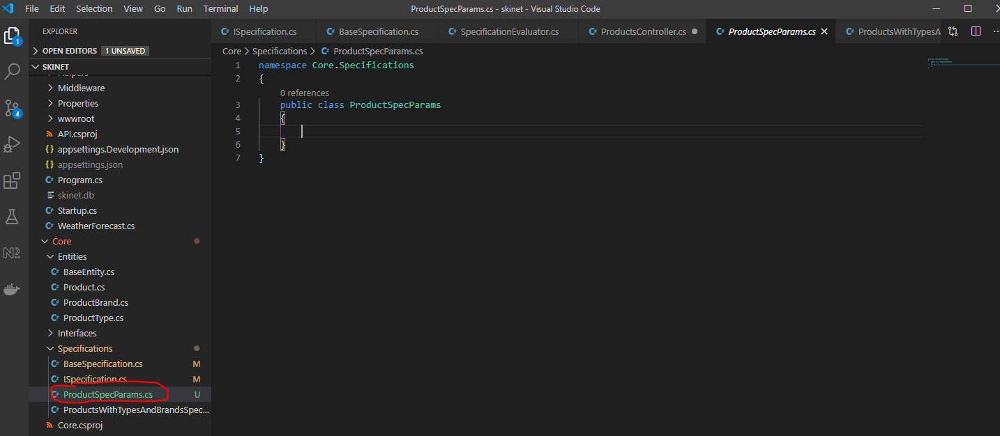 File Edit Selection View Go Run Terminal Help ProductSpecParams.cs - skinet - Visual Studio Code
EXPLORER
OPEN EDITORS 1 UNSAVED
SKINET
Helpers
Middleware
Properties
wwwroot
API.csproj
{} appsettings.Development.json
{} appsettings.json
C# Program.cs
skinet.db
C# Startup.cs
C# WeatherForecast.cs
Core
Entities
C# BaseEntity.cs
C# Product.cs
C# ProductBrand.cs
C# ProductType.cs
Interfaces
Specifications
C# BaseSpecification.cs M
C# ISpecification.cs M
C# ProductSpecParams.cs U
C# ProductsWithTypesAndBrandsSpec...
Core.csproj
1
4
N2
C# ISpecification.cs C# BaseSpecification.cs C# SpecificationEvaluator.cs C# ProductsController.cs C# ProductSpecParams.cs C# ProductsWithTypesA
Core > Specifications > C# ProductSpecParams.cs
1 namespace Core.Specifications
2 {
0 references
3 public class ProductSpecParams
4 {
5
6 }
7 }